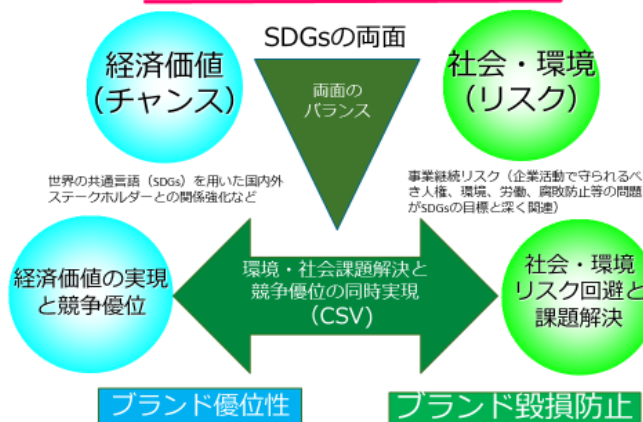 SDGsの両面
経済価値
（チャンス）
両面の
バランス
社会・環境
（リスク）
世界の共通言語（SDGs）を用いた国内外
ステークホルダーとの関係強化など
事業継続リスク（企業活動で守られるべ
き人権、環境、労働、腐敗防止等の問題
がSDGsの目標と深く関連）
経済価値の実現
と競争優位
環境・社会課題解決と
競争優位の同時実現
（CSV)
社会・環境
リスク回避と
課題解決
ブランド優位性
ブランド毀損防止